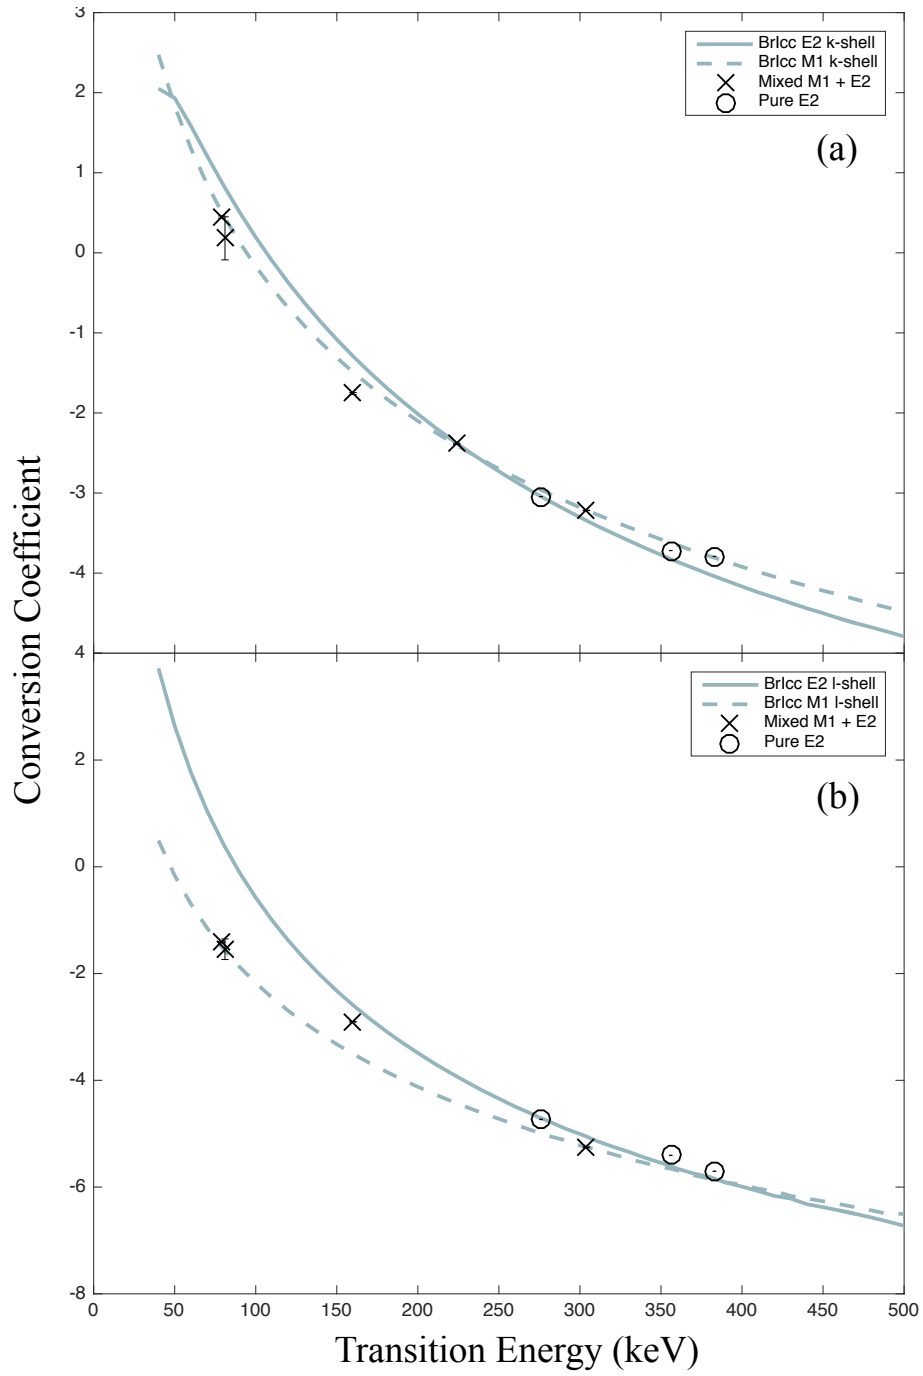 3
2
1
0
-1
-2
-3
-4
BrIcc E2 k-shell
BrIcc M1 k-shell
Mixed M1 + E2
Pure E2
(a)
Conversion Coefficient
4
2
0
-2
-4
-6
-8
BrIcc E2 l-shell
BrIcc M1 l-shell
Mixed M1 + E2
Pure E2
(b)
0 50 100 150 200 250 300 350 400 450 500
Transition Energy (keV)